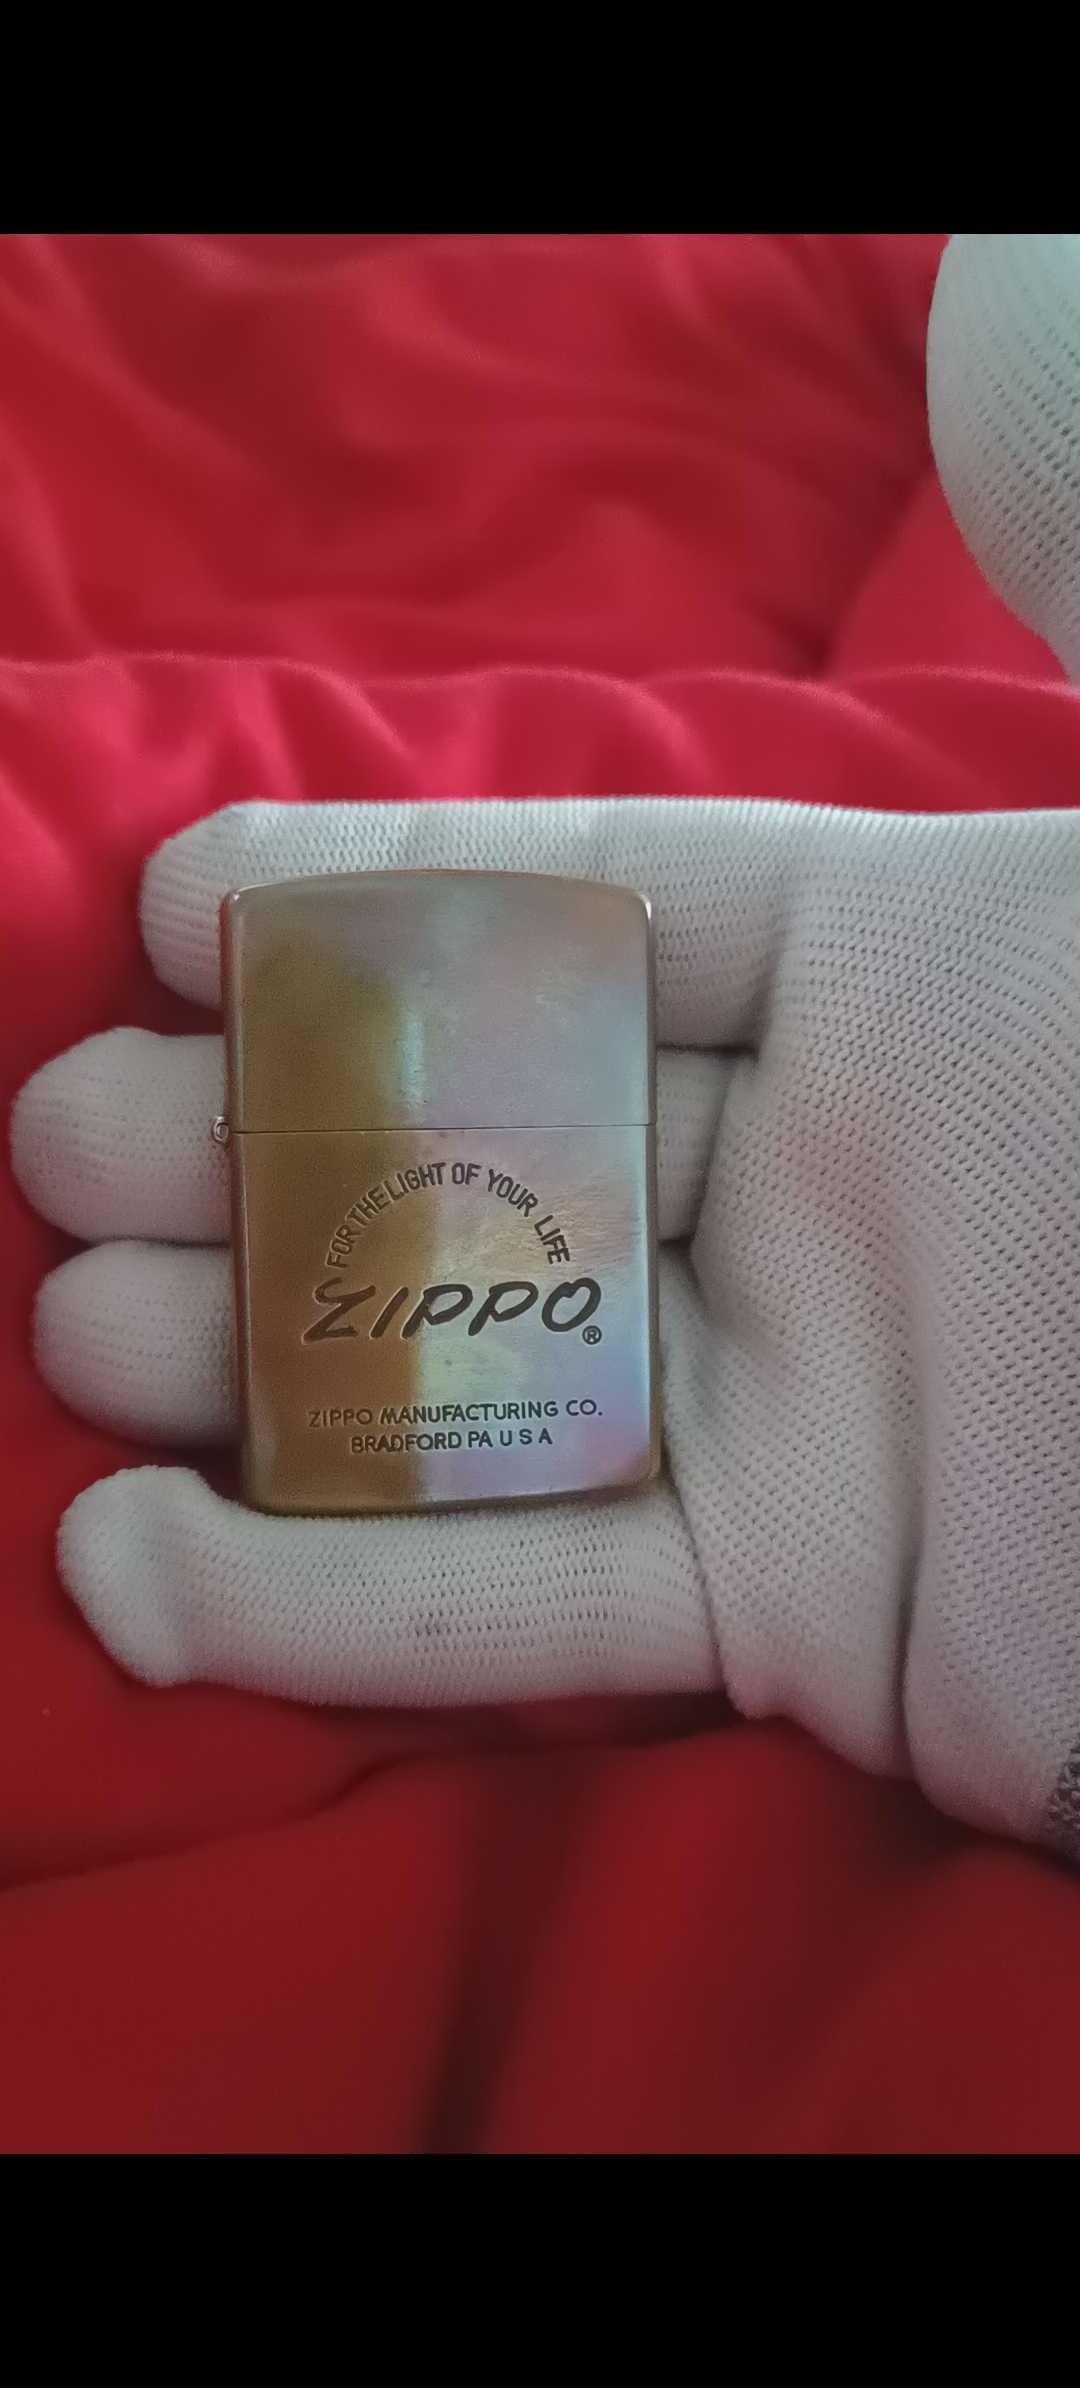 FOR THE LIGHT OF YOUR LIFE
ZIPPO®
ZIPPO MANUFACTURING CO.
BRADFORD PA U S A